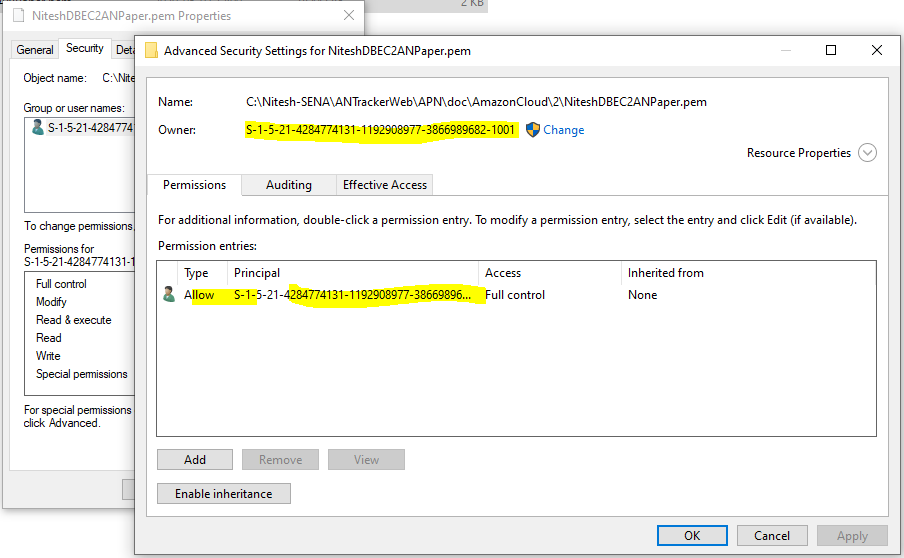 2 KB
NiteshDBEC2ANPaper.pem Properties
General Security Deta
Object name: C:\Nite
Group or user names:
S-1-5-21-4284774131
To change permissions,
Permissions for
S-1-5-21-4284774131-1
Full control
Modify
Read & execute
Read
Write
Special permissions
For special permissions
click Advanced.
Advanced Security Settings for NiteshDBEC2ANPaper.pem
Name: C:\Nitesh-SENA\ANTrackerWeb\APN\doc\AmazonCloud\2\NiteshDBEC2ANPaper.pem
Owner: S-1-5-21-4284774131-1192908977-3866989682-1001 Change
Resource Properties
Permissions Auditing Effective Access
For additional information, double-click a permission entry. To modify a permission entry, select the entry and click Edit (if available).
Permission entries:
Type Principal Access Inherited from
Allow S-1-5-21-4284774131-1192908977-38669896... Full control None
Add Remove View
Enable inheritance
OK Cancel Apply